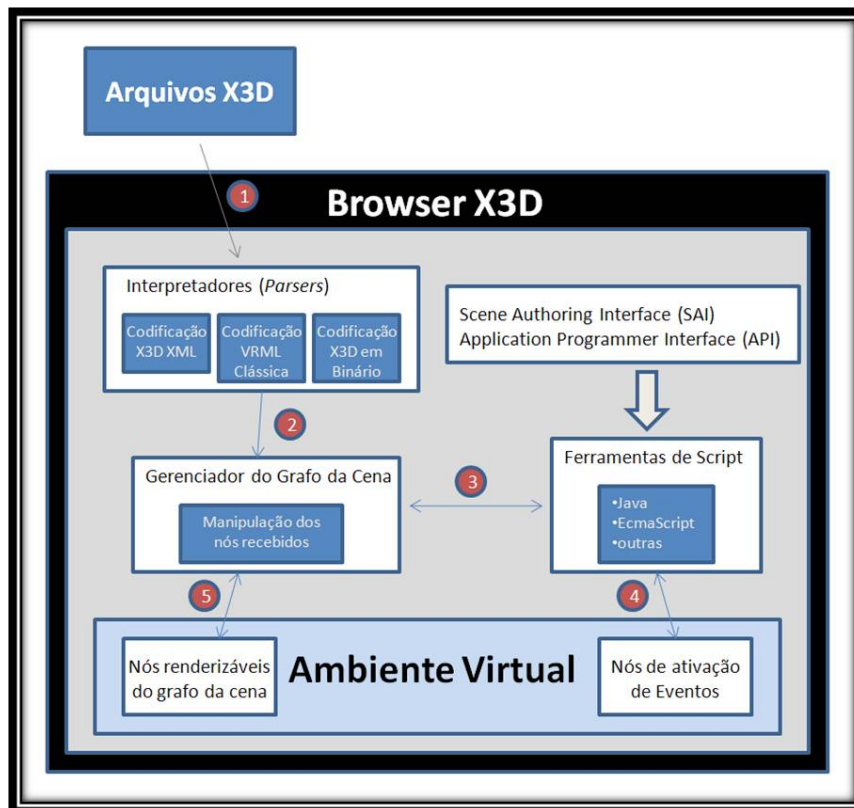 Arquivos X3D
1
Browser X3D
Interpretadores (Parsers)
Codificação
X3D XML
Codificação
VRML
Clássica
Codificação
X3D em
Binário
Scene Authoring Interface (SAI)
Application Programmer Interface (API)
2
Gerenciador do Grafo da Cena
Manipulação dos
nós recebidos
3
Ferramentas de Script
•Java
•EcmaScript
•outras
5
4
Nós renderizáveis
do grafo da cena
Ambiente Virtual
Nós de ativação
de Eventos